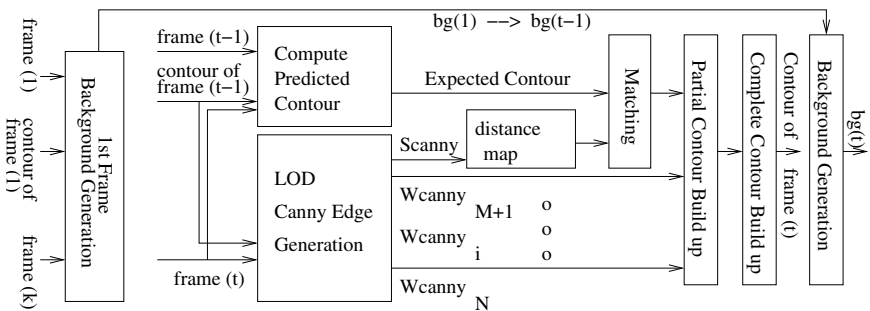 bg(1) −−> bg(t−1)
frame (1)
contour of
frame (1)
frame (k)
1st Frame
Background Generation
frame (t−1)
contour of
frame (t−1)
frame (t)
Compute
Predicted
Contour
LOD
Canny Edge
Generation
Expected Contour
Scanny
distance
map
Matching
Wcanny M+1
o
Wcanny i
o
o
Wcanny N
Partial Contour Build up
Complete Contour Build up
Contour of
frame (t)
Background Generation
bg(t)